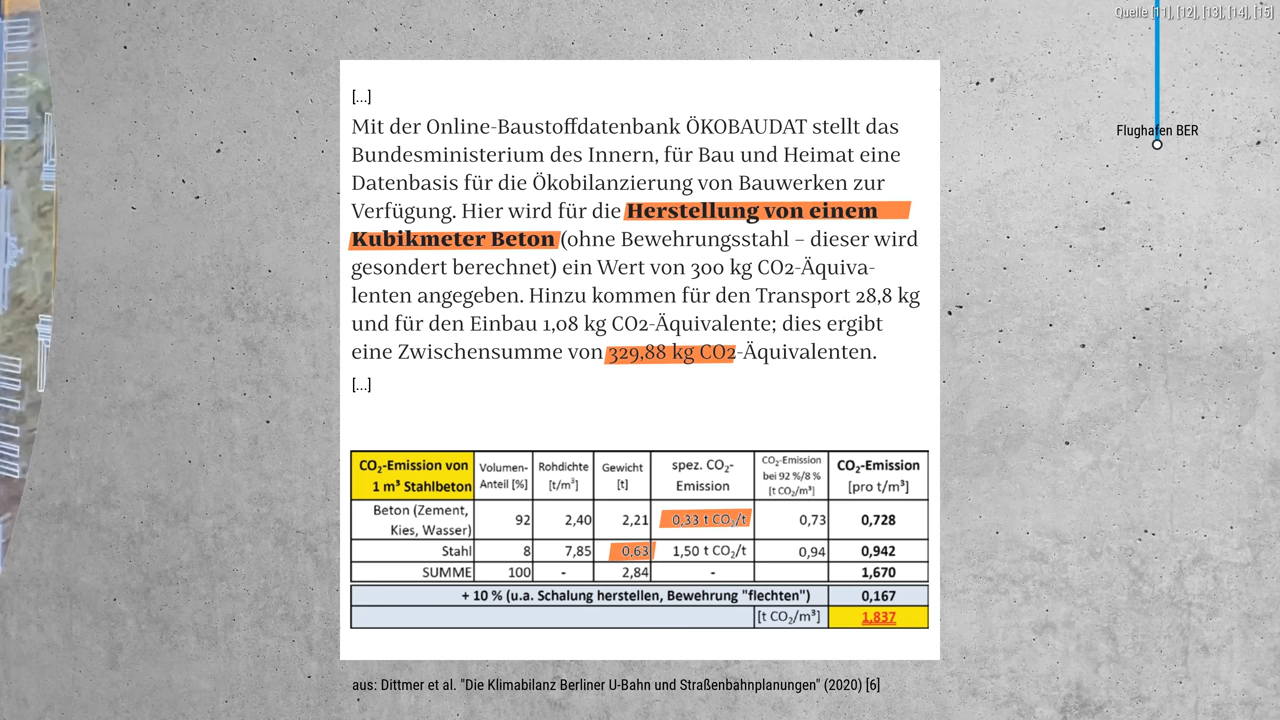 Quelle [11], [12], [13], [14], [15]
Flughafen BER
[...]
Mit der Online-Baustoffdatenbank ÖKOBAUDAT stellt das
Bundesministerium des Innern, für Bau und Heimat eine
Datenbasis für die Ökobilanzierung von Bauwerken zur
Verfügung. Hier wird für die Herstellung von einem
Kubikmeter Beton (ohne Bewehrungsstahl – dieser wird
gesondert berechnet) ein Wert von 300 kg CO2-Äquiva-
lenten angegeben. Hinzu kommen für den Transport 28,8 kg
und für den Einbau 1,08 kg CO2-Äquivalente; dies ergibt
eine Zwischensumme von 329,88 kg CO2-Äquivalenten.
[...]
CO₂-Emission von 1 m³ Stahlbeton Volumen-Anteil [%] Rohdichte [t/m³] Gewicht [t] spez. CO₂-Emission CO₂-Emission bei 92 %/8 % [t CO₂/m³] CO₂-Emission [pro t/m³]
Beton (Zement, Kies, Wasser) 92 2,40 2,21 0,33 t CO₂/t 0,73 0,728
Stahl 8 7,85 0,63 1,50 t CO₂/t 0,94 0,942
SUMME 100 - 2,84 - 1,670
+ 10 % (u.a. Schalung herstellen, Bewehrung "flechten") 0,167
[t CO₂/m³] 1,837
aus: Dittmer et al. "Die Klimabilanz Berliner U-Bahn und Straßenbahnplanungen" (2020) [6]